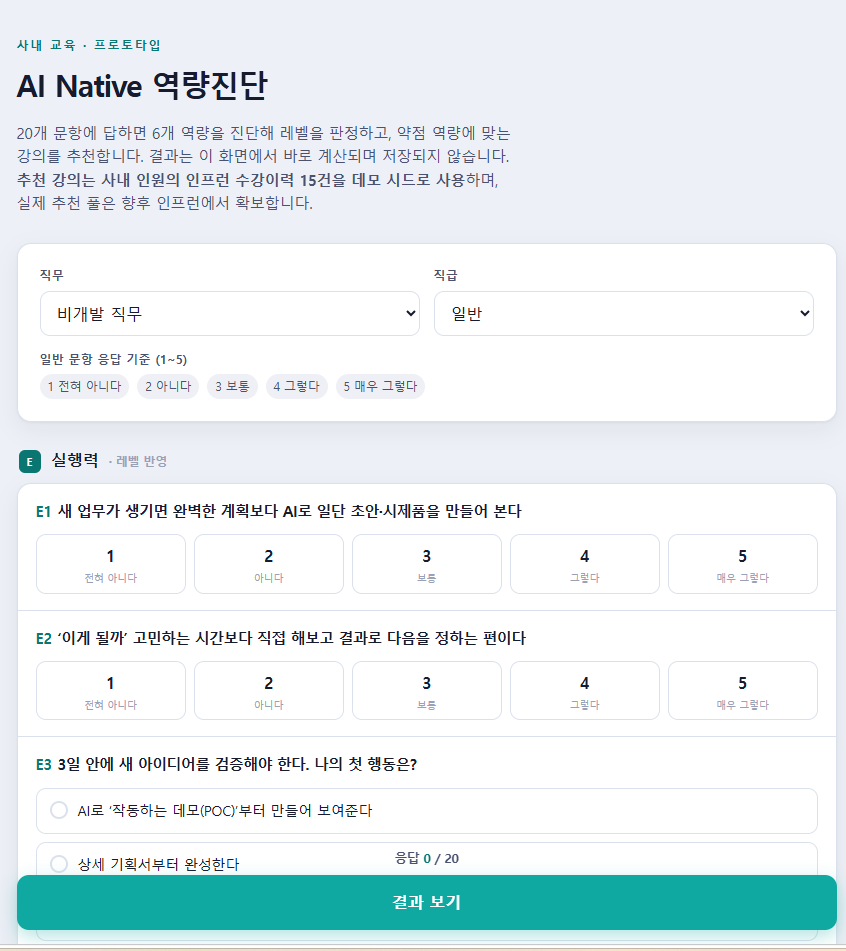 사내 교육 · 프로토타입
AI Native 역량진단
20개 문항에 답하면 6개 역량을 진단해 레벨을 판정하고, 약점 역량에 맞는
강의를 추천합니다. 결과는 이 화면에서 바로 계산되며 저장되지 않습니다.
추천 강의는 사내 인원의 인프런 수강이력 15건을 데모 시드로 사용하며,
실제 추천 풀은 향후 인프런에서 확보합니다.
직무 직급
비개발 직무 일반
일반 문항 응답 기준 (1~5)
1 전혀 아니다 2 아니다 3 보통 4 그렇다 5 매우 그렇다
E 실행력 · 레벨 반영
E1 새 업무가 생기면 완벽한 계획보다 AI로 일단 초안·시제품을 만들어 본다
1 2 3 4 5
전혀 아니다 아니다 보통 그렇다 매우 그렇다
E2 ‘이게 될까’ 고민하는 시간보다 직접 해보고 결과로 다음을 정하는 편이다
1 2 3 4 5
전혀 아니다 아니다 보통 그렇다 매우 그렇다
E3 3일 안에 새 아이디어를 검증해야 한다. 나의 첫 행동은?
AI로 ‘작동하는 데모(POC)’부터 만들어 보여준다
상세 기획서부터 완성한다
응답 0 / 20
결과 보기